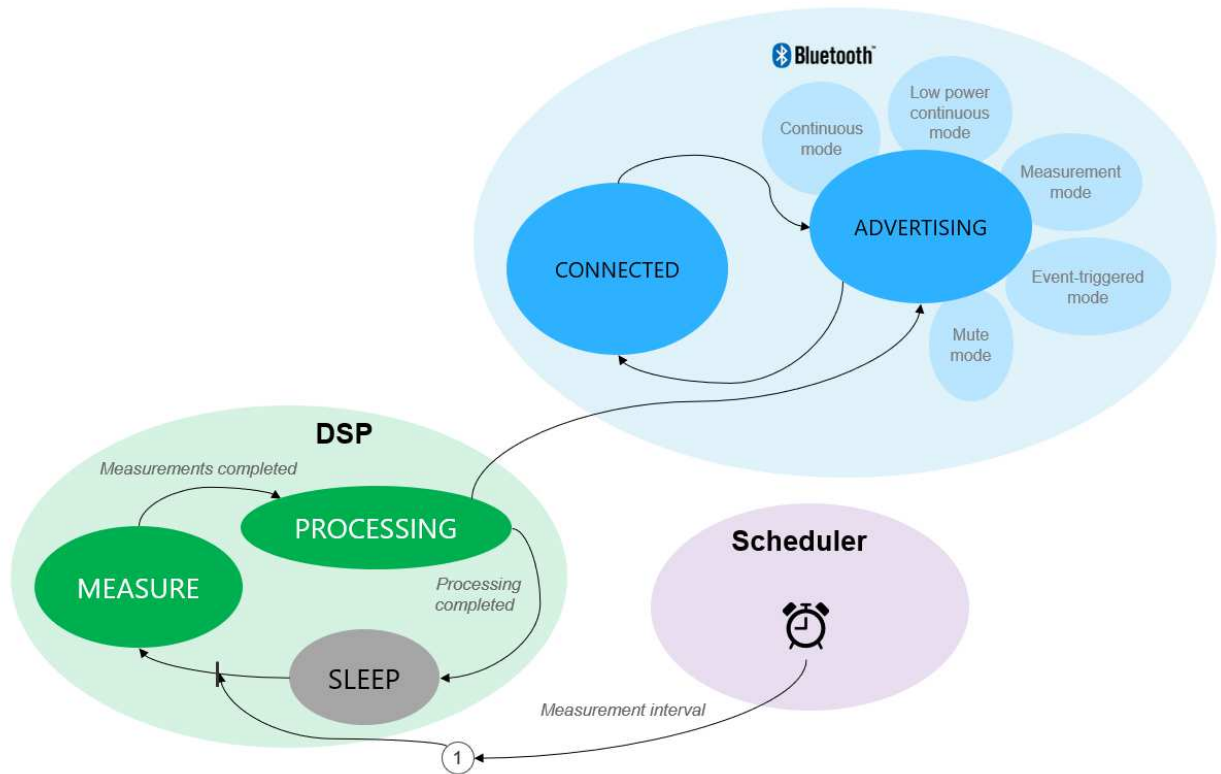 Bluetooth™
Low power
continuous
mode
Continuous
mode
Measurement
mode
ADVERTISING
CONNECTED
Event-triggered
mode
Mute
mode
DSP
Measurements completed
PROCESSING
MEASURE
Processing
completed
SLEEP
Scheduler
Measurement interval
1